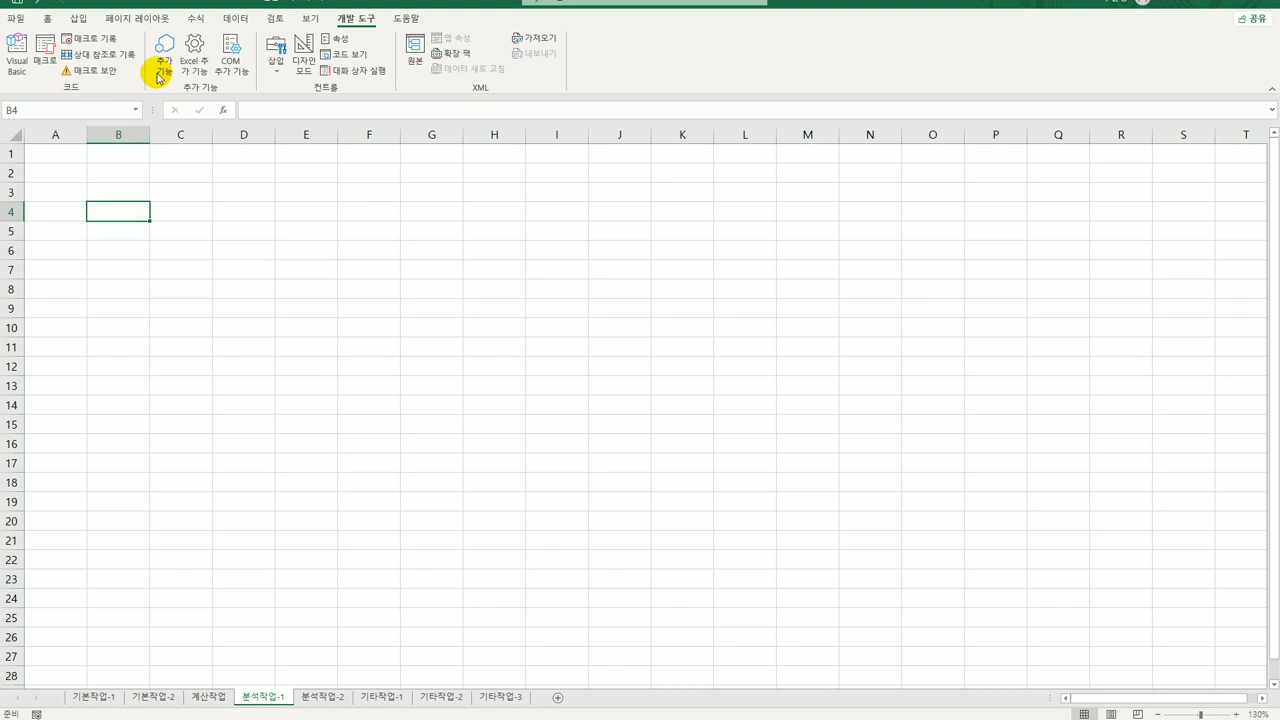 파일 홈 삽입 페이지 레이아웃 수식 데이터 검토 보기 개발 도구 도움말 공유
Visual Basic
매크로
매크로 기록
상대 참조로 기록
매크로 보안
코드
추가 기능
Excel 추가 기능
COM 추가 기능
추가 기능
삽입
디자인 모드
속성
코드 보기
대화 상자 실행
컨트롤
원본
맵 속성
확장 팩
데이터 새로 고침
가져오기
내보내기
XML
B4 fx
A B C D E F G H I J K L M N O P Q R S T
1
2
3
4
5
6
7
8
9
10
11
12
13
14
15
16
17
18
19
20
21
22
23
24
25
26
27
28
기본작업-1 기본작업-2 계산작업 분석작업-1 분석작업-2 기타작업-1 기타작업-2 기타작업-3
준비 130%